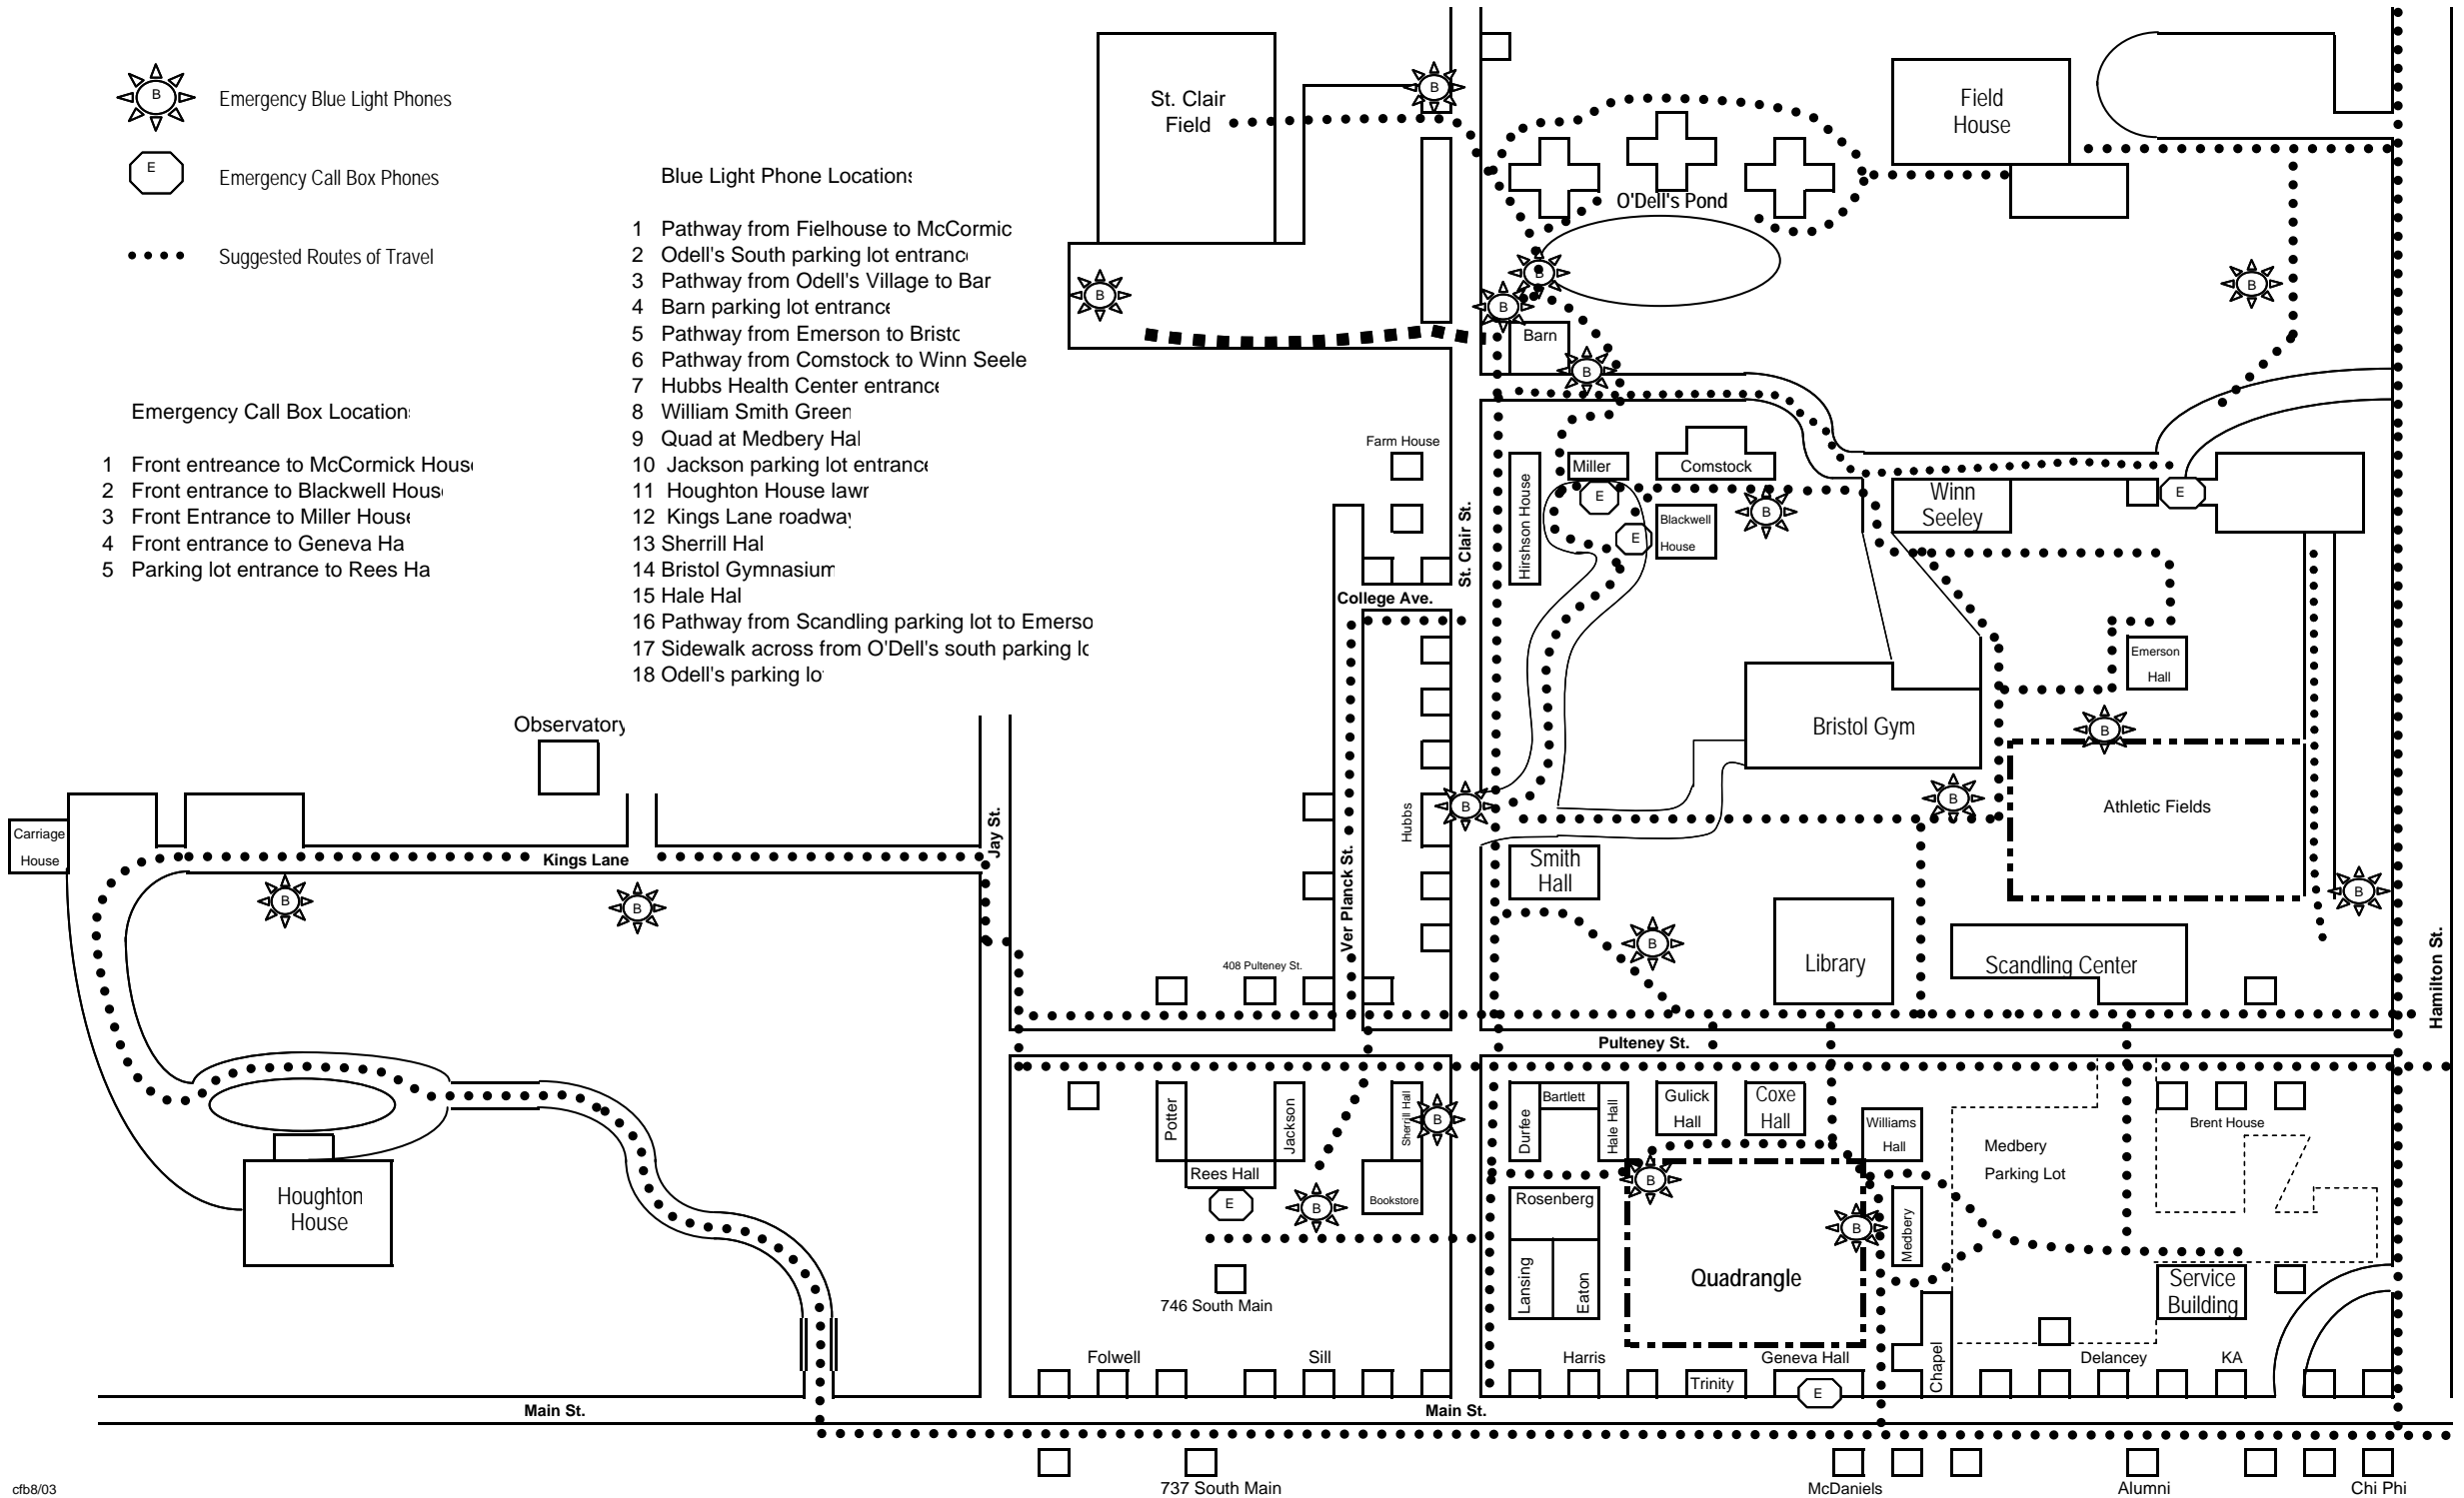 B
Emergency Blue Light Phones
E
Emergency Call Box Phones
Suggested Routes of Travel
Blue Light Phone Locations
1 Pathway from Fielhouse to McCormic
2 Odell's South parking lot entranc
3 Pathway from Odell's Village to Bar
4 Barn parking lot entrance
5 Pathway from Emerson to Bristo
6 Pathway from Comstock to Winn Seele
7 Hubbs Health Center entrance
8 William Smith Green
9 Quad at Medbery Hal
10 Jackson parking lot entrance
11 Houghton House lawn
12 Kings Lane roadway
13 Sherrill Hal
14 Bristol Gymnasium
15 Hale Hal
16 Pathway from Scandling parking lot to Emerso
17 Sidewalk across from O'Dell's south parking lo
18 Odell's parking lo
Emergency Call Box Location
1 Front entreance to McCormick House
2 Front entrance to Blackwell House
3 Front Entrance to Miller House
4 Front entrance to Geneva Ha
5 Parking lot entrance to Rees Ha
St. Clair
Field
B
Field
House
O'Dell's Pond
B
B
B
B
Barn
B
Farm House
Miller
Comstock
E
Hirshson House
Blackwell
House
E
B
Winn
Seeley
E
St. Clair St.
College Ave.
Emerson
Hall
B
Bristol Gym
Athletic Fields
B
B
Hubbs
B
Observatory
Carriage
House
Kings Lane
Jay St.
B
B
Ver Planck St.
Smith
Hall
B
Library
Scandling Center
Hamilton St.
408 Pulteney St.
Pulteney St.
Potter
Jackson
Sherrill Hall
B
Rees Hall
E
B
Bookstore
Durfee
Bartlett
Hale Hall
Gulick
Hall
Coxe
Hall
Williams
Hall
Medbery
Parking Lot
Brent House
B
B
Rosenberg
Lansing
Eaton
Quadrangle
Medbery
Service
Building
Houghton
House
746 South Main
Folwell
Sill
Harris
Trinity
Geneva Hall
E
Chapel
Delancey
KA
Main St.
Main St.
737 South Main
McDaniels
Alumni
Chi Phi
cfb8/03